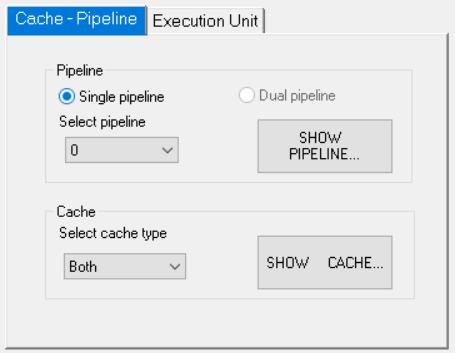 Cache - Pipeline Execution Unit
Pipeline
Single pipeline Dual pipeline
Select pipeline
0
SHOW
PIPELINE...
Cache
Select cache type
Both
SHOW CACHE...